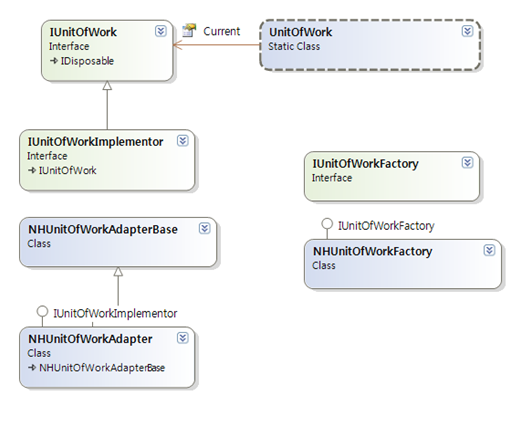 IUnitOfWork
Interface
IDisposable
Current
UnitOfWork
Static Class
IUnitOfWorkImplementor
Interface
IUnitOfWork
IUnitOfWorkFactory
Interface
NHUnitOfWorkAdapterBase
Class
IUnitOfWorkFactory
NHUnitOfWorkFactory
Class
IUnitOfWorkImplementor
NHUnitOfWorkAdapter
Class
NHUnitOfWorkAdapterBase